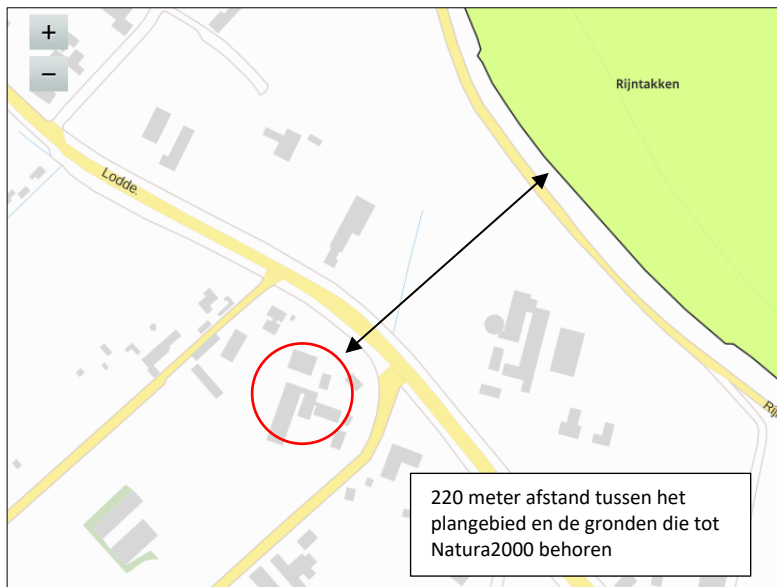 +
−
Rijntakken
Lodde.
Rij
220 meter afstand tussen het
plangebied en de gronden die tot
Natura2000 behoren